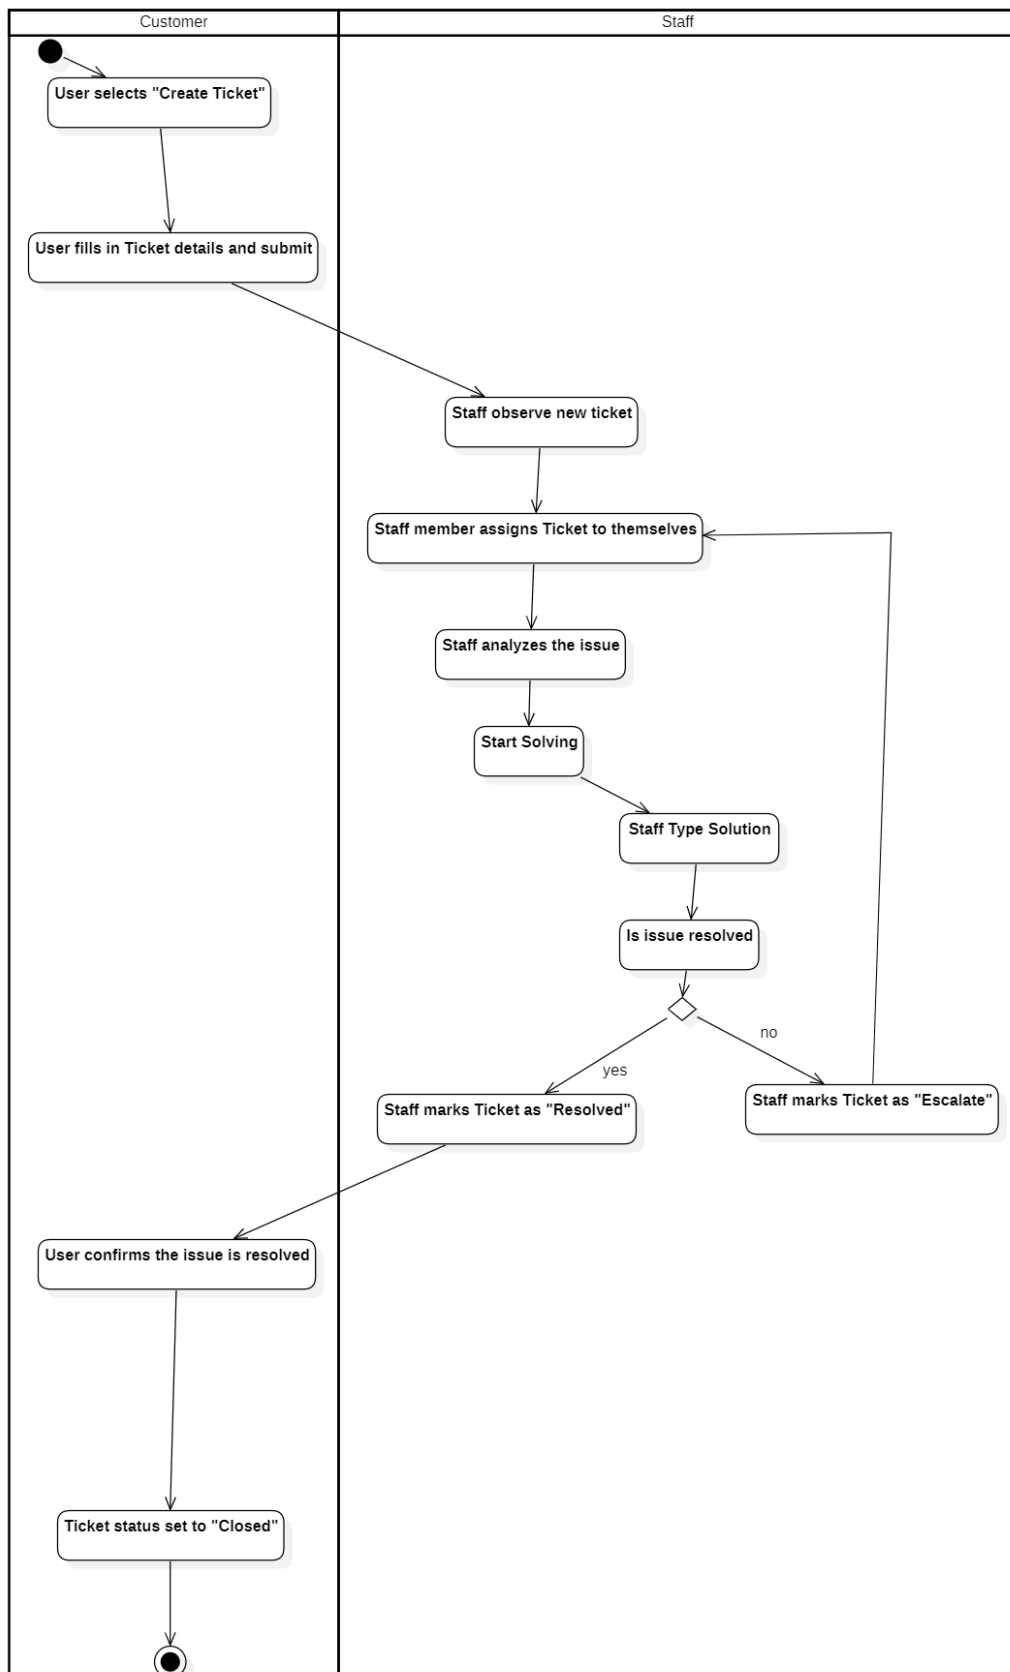 Customer
Staff
User selects "Create Ticket"
User fills in Ticket details and submit
Staff observe new ticket
Staff member assigns Ticket to themselves
Staff analyzes the issue
Start Solving
Staff Type Solution
Is issue resolved
no
yes
Staff marks Ticket as "Resolved"
Staff marks Ticket as "Escalate"
User confirms the issue is resolved
Ticket status set to "Closed"